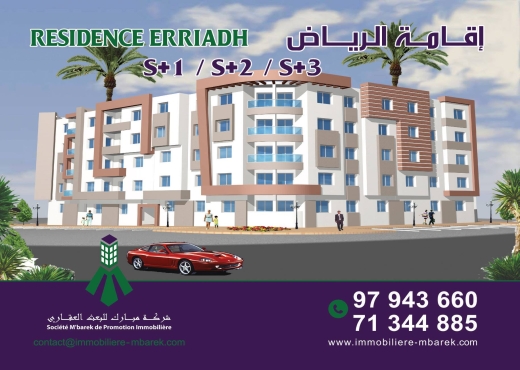 RESIDENCE ERRIADH
إقامة الرياض
S+1 / S+2 / S+3
شركة مبارك للبعث العقاري
Société M'barek de Promotion Immobilière
contact@immobiliere-mbarek.com
97 943 660
71 344 885
www.immobiliere-mbarek.com